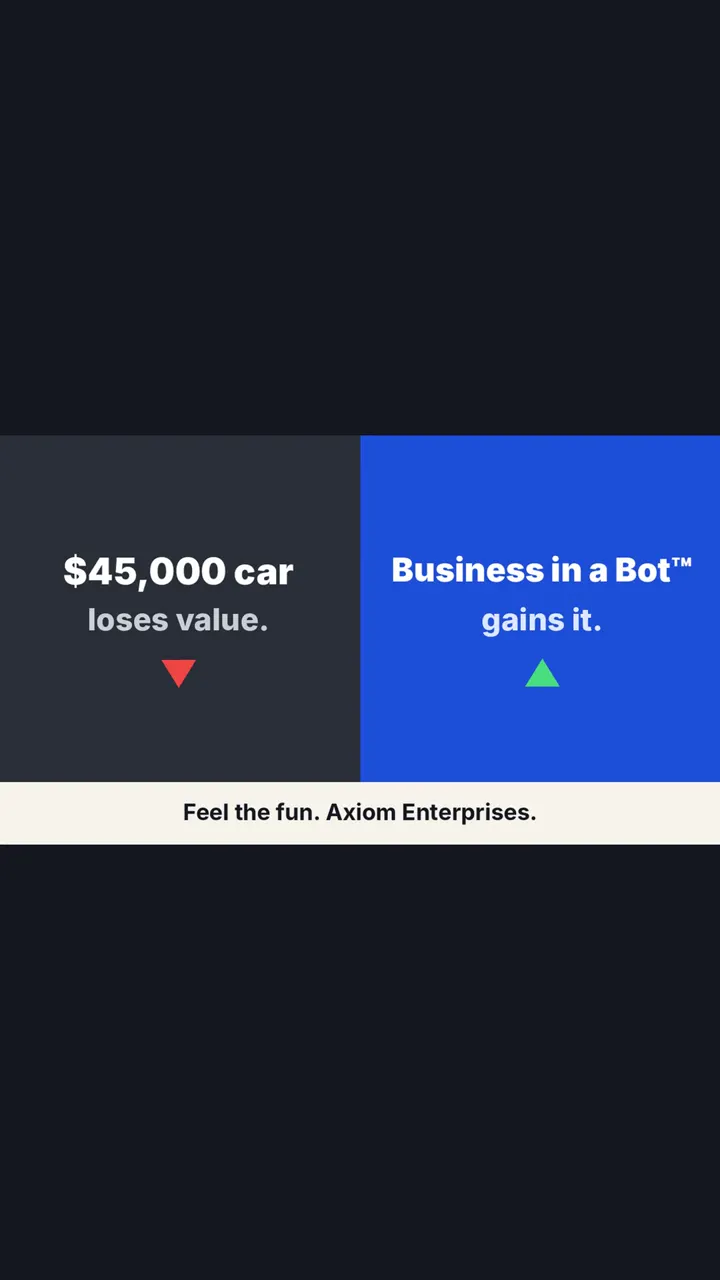 $45,000 car
loses value.
Business in a Bot™
gains it.
Feel the fun. Axiom Enterprises.